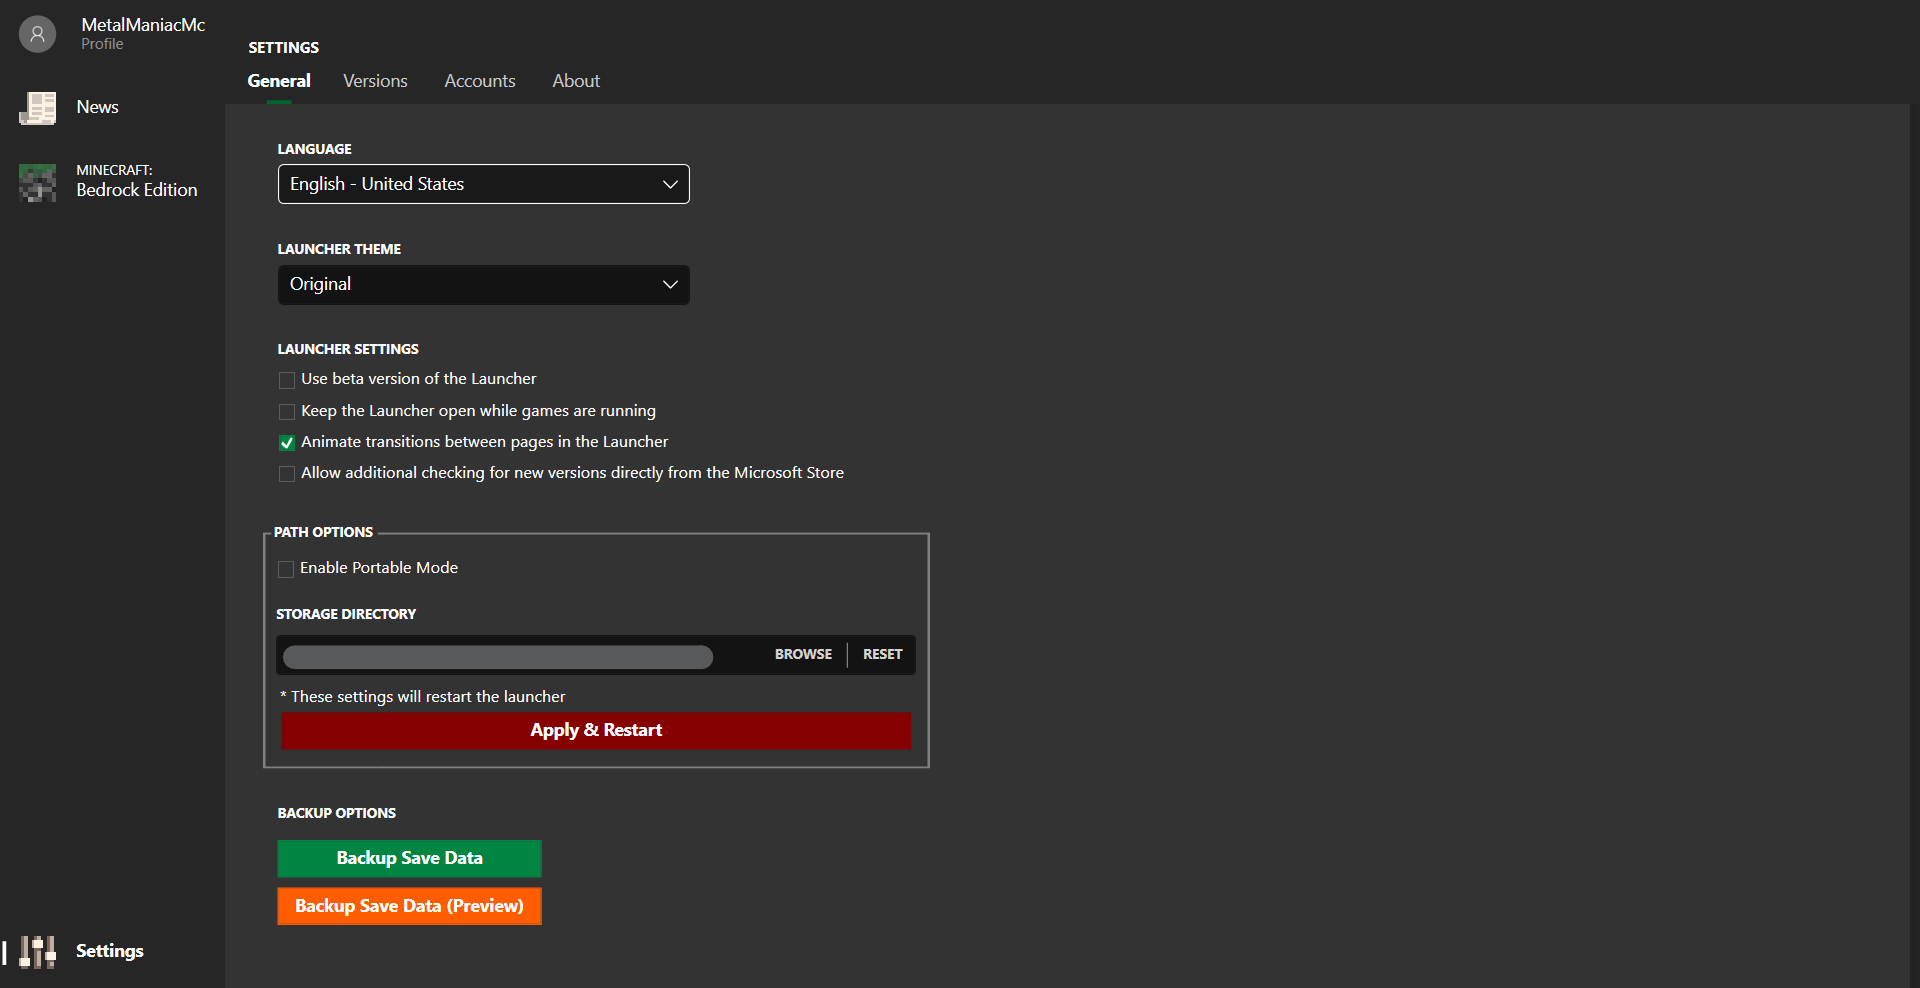 MetalManiacMc
Profile
News
MINECRAFT:
Bedrock Edition
Settings
SETTINGS
General Versions Accounts About
LANGUAGE
English - United States
LAUNCHER THEME
Original
LAUNCHER SETTINGS
Use beta version of the Launcher
Keep the Launcher open while games are running
Animate transitions between pages in the Launcher
Allow additional checking for new versions directly from the Microsoft Store
PATH OPTIONS
Enable Portable Mode
STORAGE DIRECTORY
BROWSE RESET
* These settings will restart the launcher
Apply & Restart
BACKUP OPTIONS
Backup Save Data
Backup Save Data (Preview)